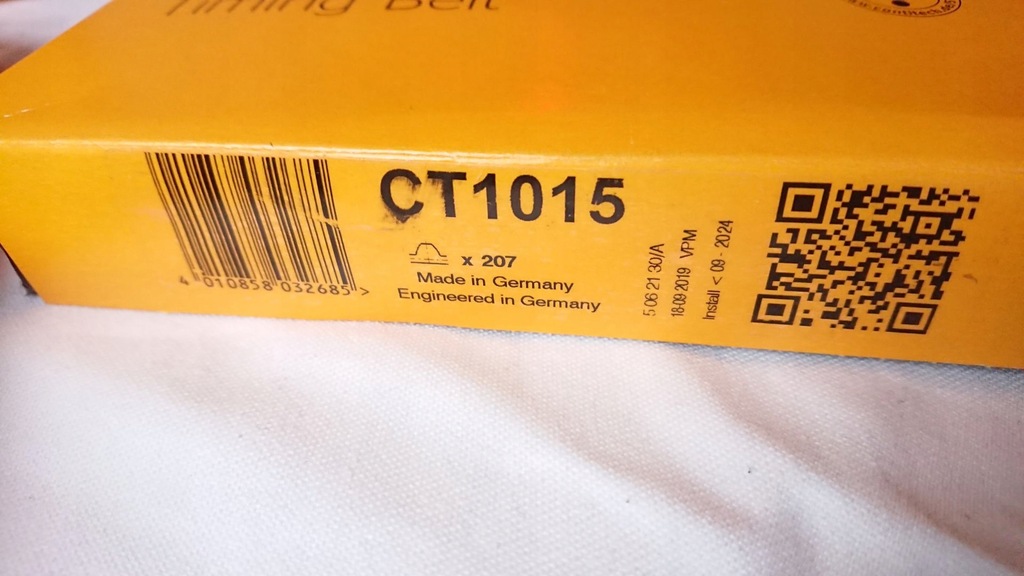 Timing Belt
CT1015
x 207
Made in Germany
Engineered in Germany
4 010858 032685 >
5 06 21 30/A
18-09 2019 VPM
Install < 09 - 2024